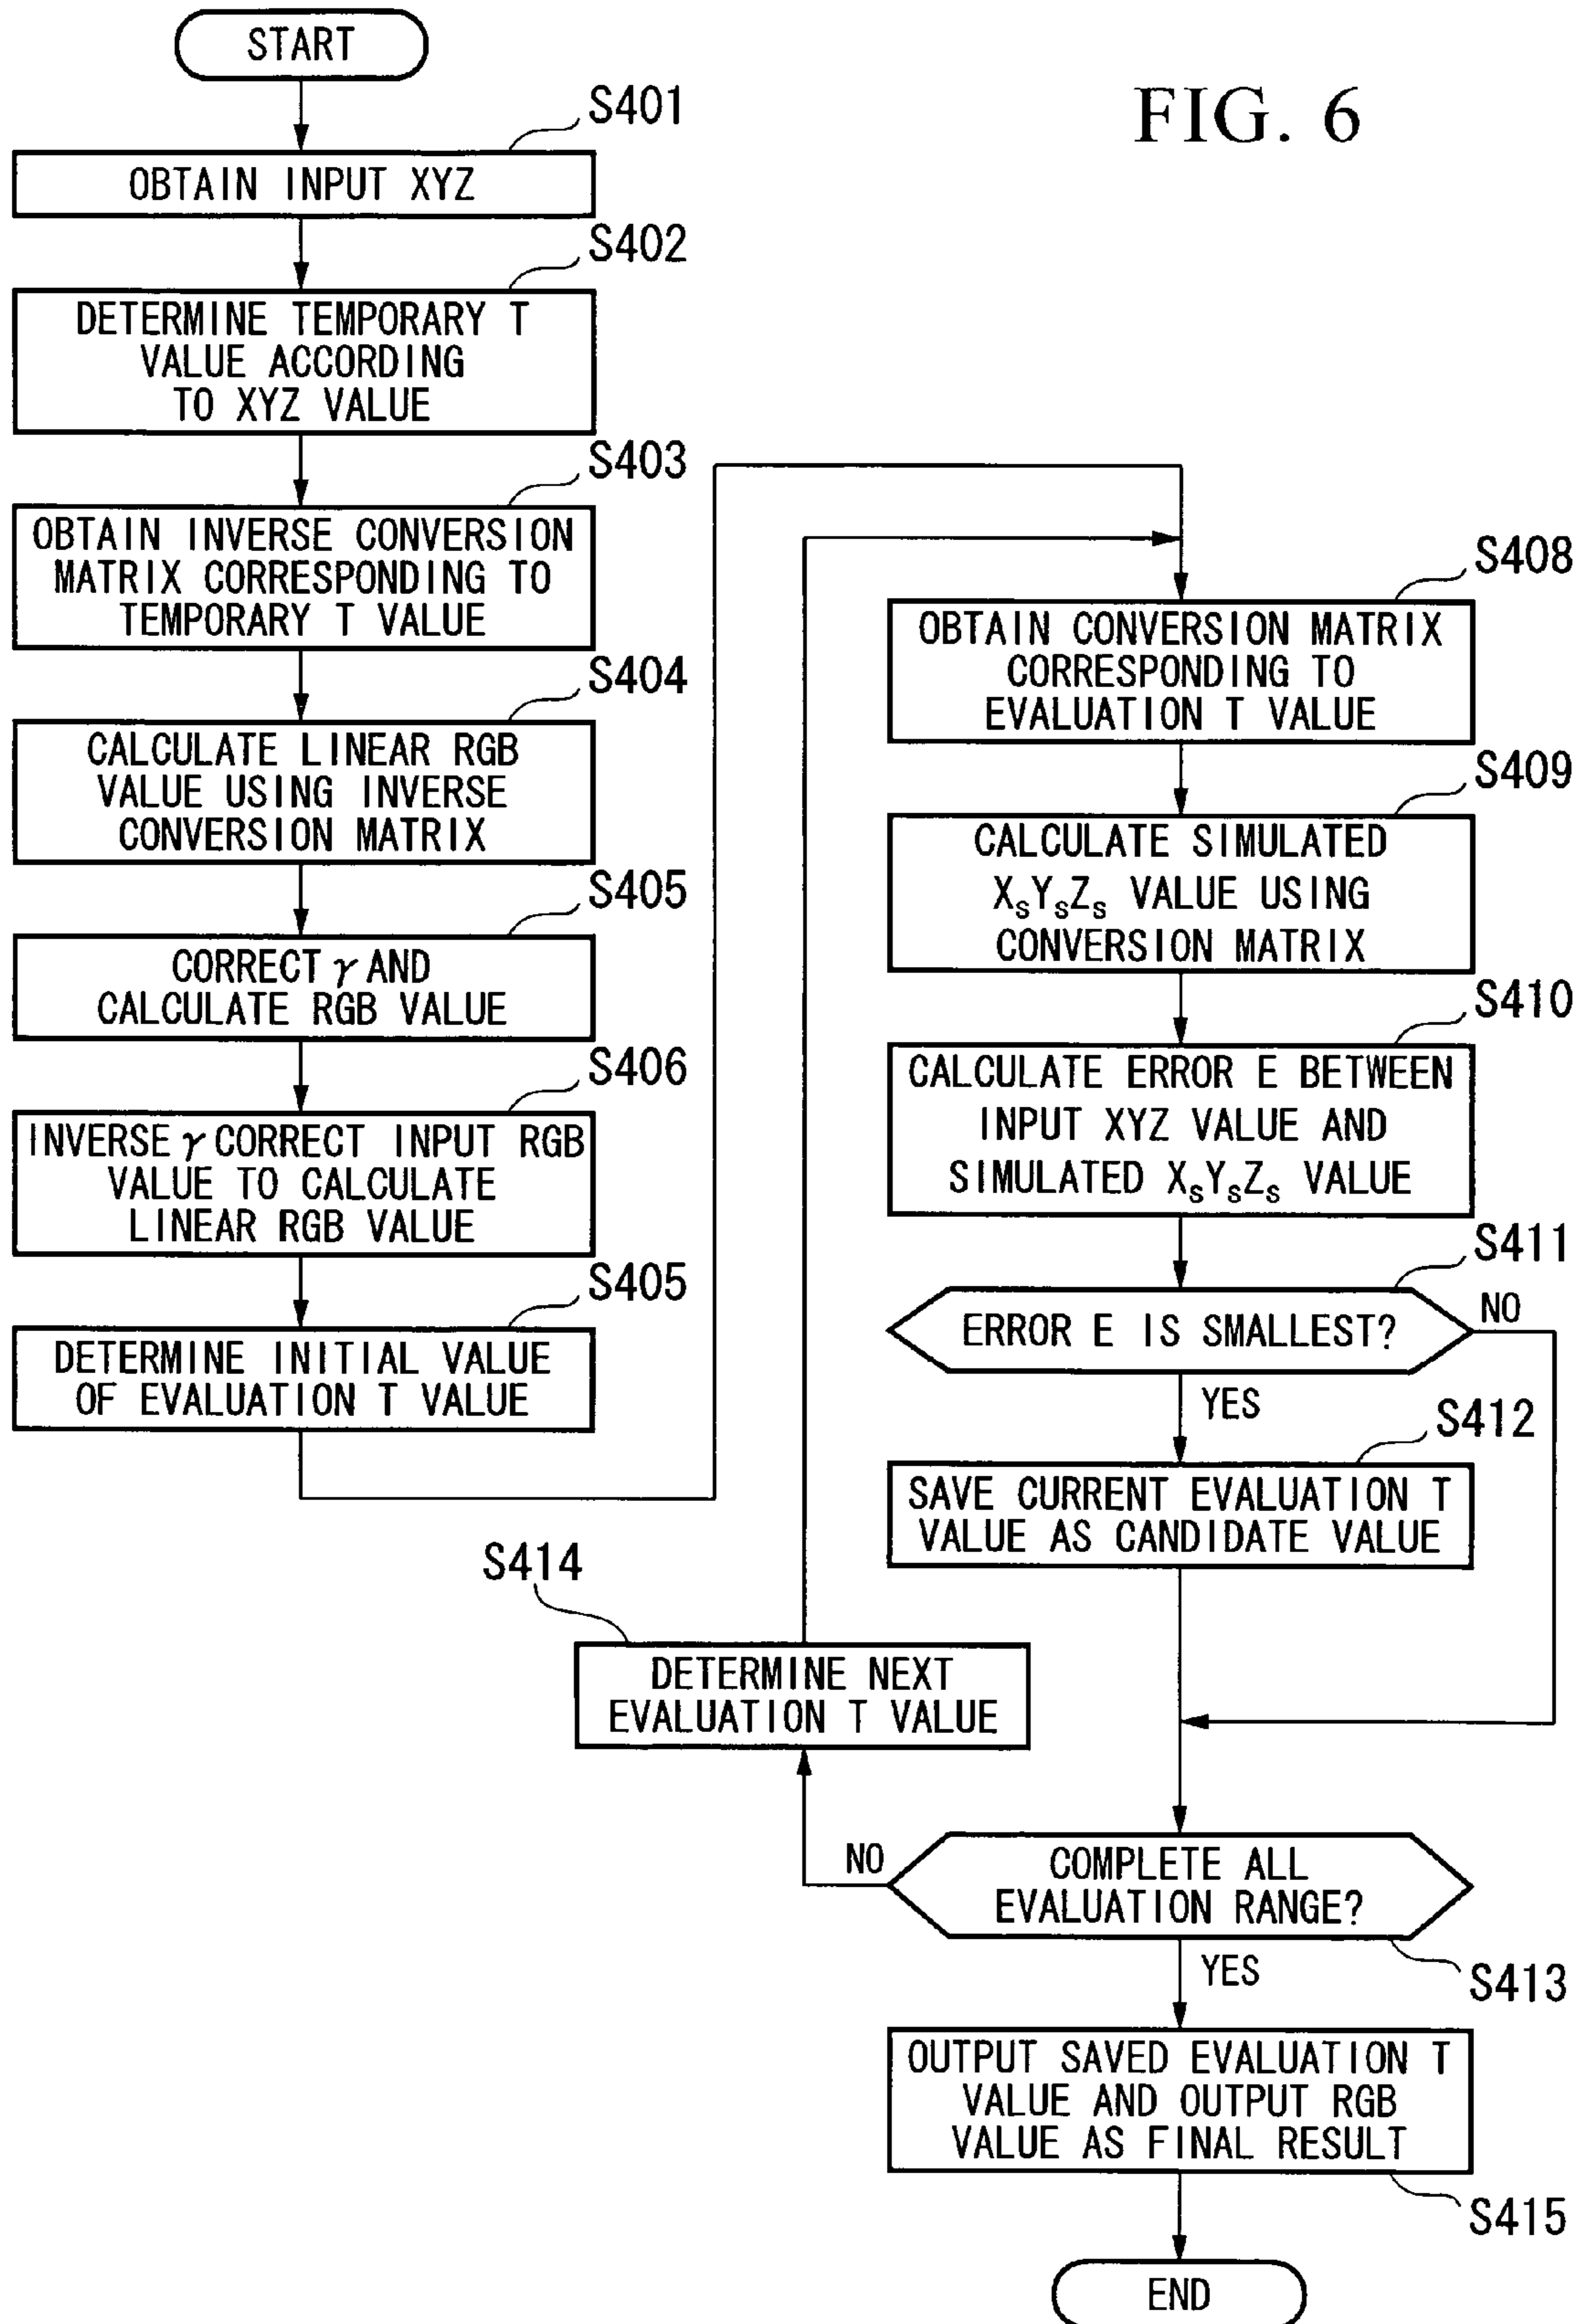 FIG. 6
START
S401
OBTAIN INPUT XYZ
S402
DETERMINE TEMPORARY T
VALUE ACCORDING
TO XYZ VALUE
S403
OBTAIN INVERSE CONVERSION
MATRIX CORRESPONDING TO
TEMPORARY T VALUE
S404
CALCULATE LINEAR RGB
VALUE USING INVERSE
CONVERSION MATRIX
S405
CORRECT γ AND
CALCULATE RGB VALUE
S406
INVERSE γ CORRECT INPUT RGB
VALUE TO CALCULATE
LINEAR RGB VALUE
S405
DETERMINE INITIAL VALUE
OF EVALUATION T VALUE
S408
OBTAIN CONVERSION MATRIX
CORRESPONDING TO
EVALUATION T VALUE
S409
CALCULATE SIMULATED
XsYsZs VALUE USING
CONVERSION MATRIX
S410
CALCULATE ERROR E BETWEEN
INPUT XYZ VALUE AND
SIMULATED XsYsZs VALUE
S411
ERROR E IS SMALLEST?
NO
YES
S412
SAVE CURRENT EVALUATION T
VALUE AS CANDIDATE VALUE
S414
DETERMINE NEXT
EVALUATION T VALUE
NO
COMPLETE ALL
EVALUATION RANGE?
YES
S413
OUTPUT SAVED EVALUATION T
VALUE AND OUTPUT RGB
VALUE AS FINAL RESULT
S415
END